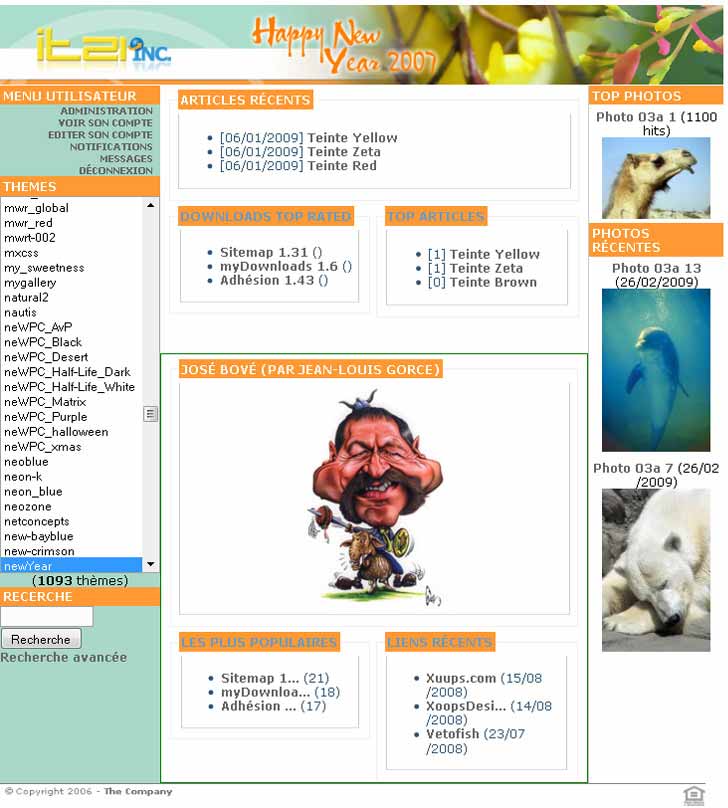 ital INC.
Happy New
Year 2007
MENU UTILISATEUR
ADMINISTRATION
VOIR SON COMPTE
EDITER SON COMPTE
NOTIFICATIONS
MESSAGES
DÉCONNEXION
THEMES
mwr_global
mwr_red
mwrt-002
mxcss
my_sweetness
mygallery
natural2
nautis
neWPC_AvP
neWPC_Black
neWPC_Desert
neWPC_Half-Life_Dark
neWPC_Half-Life_White
neWPC_Matrix
neWPC_Purple
neWPC_halloween
neWPC_xmas
neoblue
neon-k
neon_blue
neozone
netconcepts
new-bayblue
new-crimson
newYear
(1093 thèmes)
RECERCHE
Recherche
Recherche avancée
ARTICLES RÉCENTS
[06/01/2009] Teinte Yellow
[06/01/2009] Teinte Zeta
[06/01/2009] Teinte Red
DOWNLOADS TOP RATED
Sitemap 1.31 ()
myDownloads 1.6 ()
Adhésion 1.43 ()
TOP ARTICLES
[1] Teinte Yellow
[1] Teinte Zeta
[0] Teinte Brown
JOSÉ BOVÉ (PAR JEAN-LOUIS GORCE)
LES PLUS POPULAIRES
Sitemap 1... (21)
myDownloa... (18)
Adhésion ... (17)
LIENS RÉCENTS
Xuups.com (15/08
/2008)
XoopsDesi... (14/08
/2008)
Vetofish (23/07
/2008)
TOP PHOTOS
Photo 03a 1 (1100
hits)
PHOTOS
RÉCENTES
Photo 03a 13
(26/02/2009)
Photo 03a 7 (26/02
/2009)
© Copyright 2006 - The Company